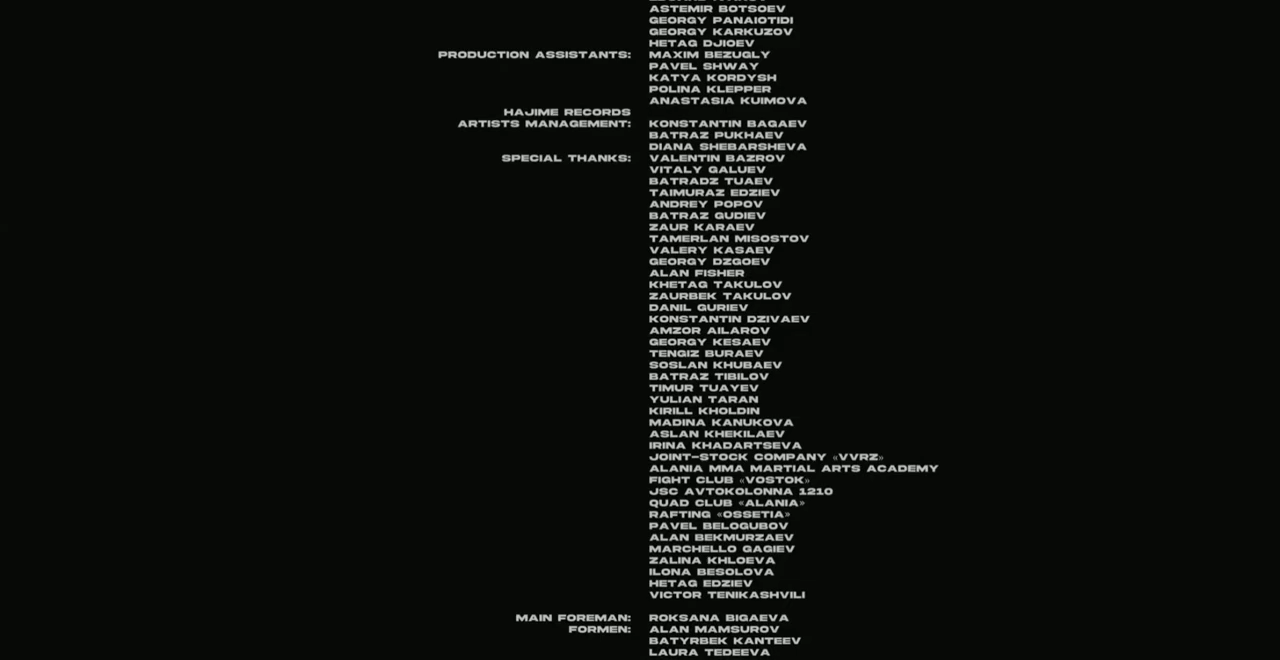 ASTEMIR BOTSOEV
GEORGY PANAIOTIDI
GEORGY KARKUZOV
HETAG DJIOEV
PRODUCTION ASSISTANTS: MAXIM BEZUGLY
PAVEL SHWAY
KATYA KORDYSH
POLINA KLEPPER
ANASTASIA KUIMOVA
HAJIME RECORDS
ARTISTS MANAGEMENT: KONSTANTIN BAGAEV
BATRAZ PUKHAEV
DIANA SHEBARSHEVA
SPECIAL THANKS: VALENTIN BAZROV
VITALY GALUEV
BATRADZ TUAEV
TAIMURAZ EDZIEV
ANDREY POPOV
BATRAZ GUDIEV
ZAUR KARAEV
TAMERLAN MISOSTOV
VALERY KASAEV
GEORGY DZGOEV
ALAN FISHER
KHETAG TAKULOV
ZAURBEK TAKULOV
DANIL GURIEV
KONSTANTIN DZIVAEV
AMZOR AILAROV
GEORGY KESAEV
TENGIZ BURAEV
SOSLAN KHUBAEV
BATRAZ TIBILOV
TIMUR TUAYEV
YULIAN TARAN
KIRILL KHOLDIN
MADINA KANUKOVA
ASLAN KHEKILAEV
IRINA KHADARTSEVA
JOINT-STOCK COMPANY «VVRZ»
ALANIA MMA MARTIAL ARTS ACADEMY
FIGHT CLUB «VOSTOK»
JSC AVTOKOLONNA 1210
QUAD CLUB «ALANIA»
RAFTING «OSSETIA»
PAVEL BELOGUBOV
ALAN BEKMURZAEV
MARCHELLO GAGIEV
ZALINA KHLOEVA
ILONA BESOLOVA
HETAG EDZIEV
VICTOR TENIKASHVILI
MAIN FOREMAN: ROKSANA BIGAEVA
FORMEN: ALAN MAMSUROV
BATYRBEK KANTEEV
LAURA TEDEEVA